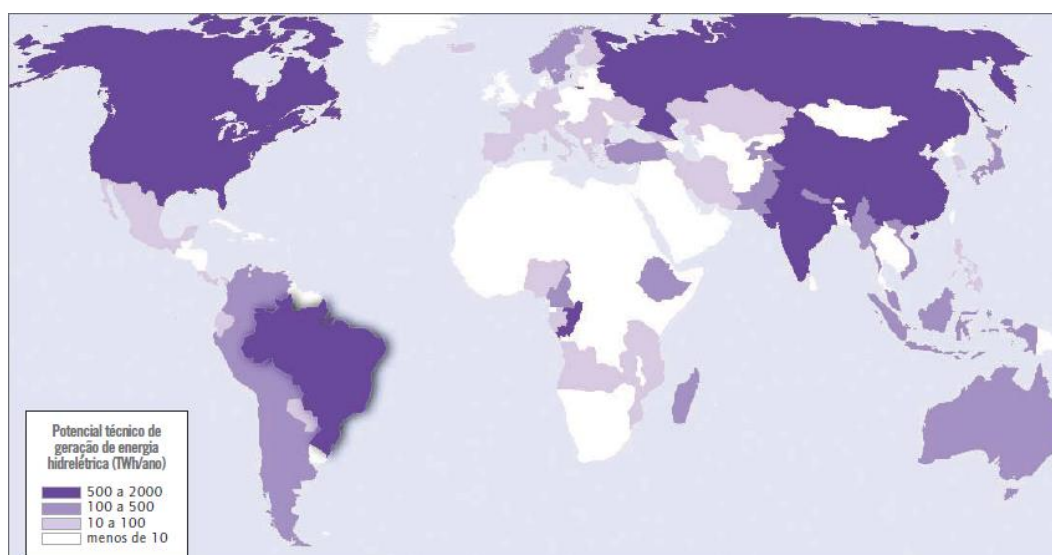 Potencial técnico de
geração de energia
hidrelétrica (TWh/ano)
500 a 2000
100 a 500
10 a 100
menos de 10